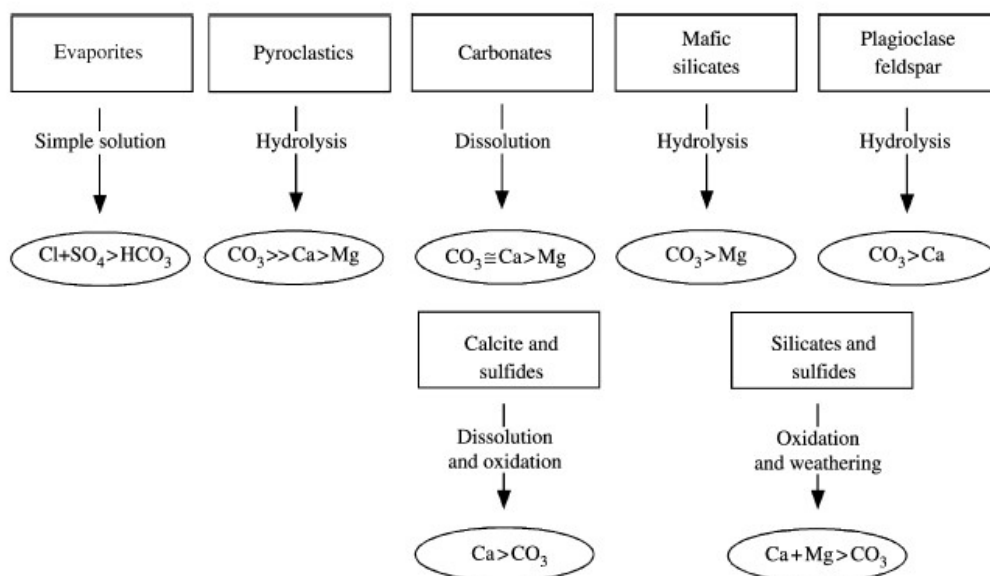 Evaporites
Pyroclastics
Carbonates
Mafic
silicates
Plagioclase
feldspar
Simple solution
Hydrolysis
Dissolution
Hydrolysis
Hydrolysis
Cl+SO₄>HCO₃
CO₃>>Ca>Mg
CO₃≅Ca>Mg
CO₃>Mg
CO₃>Ca
Calcite and
sulfides
Silicates and
sulfides
Dissolution
and oxidation
Oxidation
and weathering
Ca>CO₃
Ca+Mg>CO₃